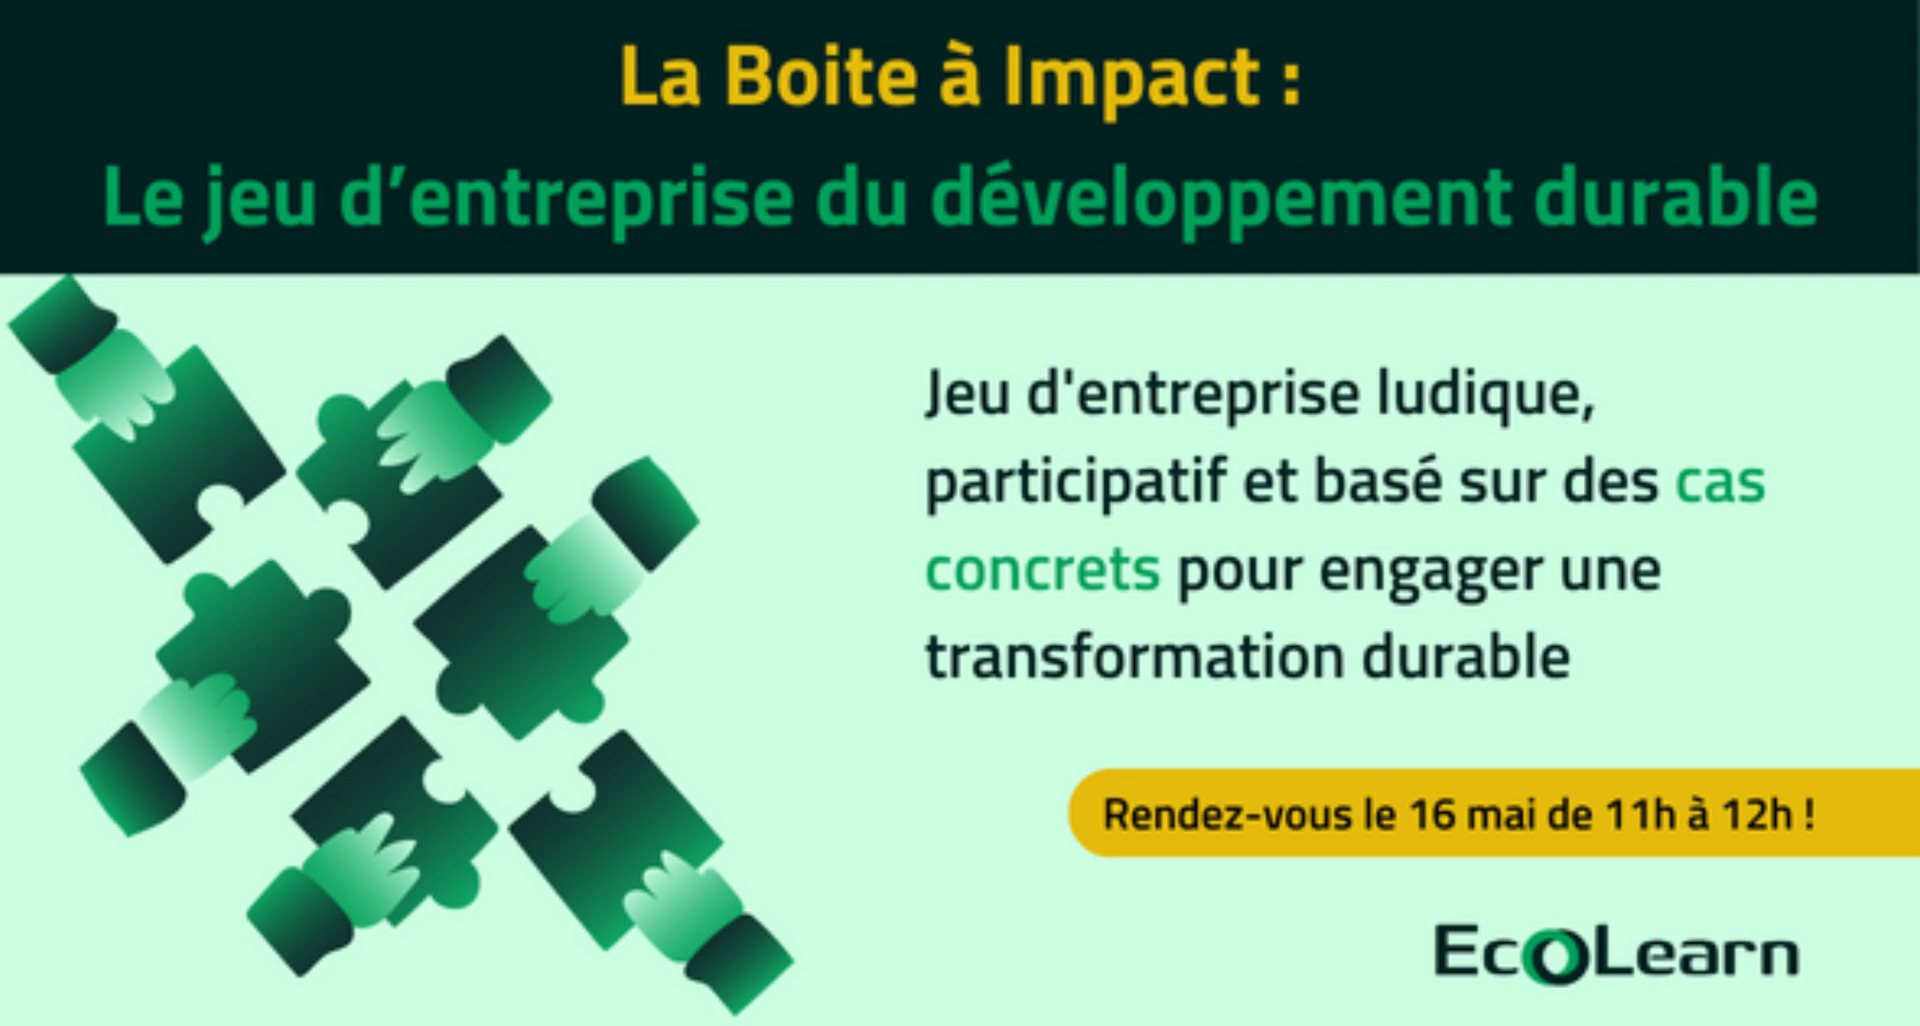 La Boite à Impact :
Le jeu d’entreprise du développement durable
Jeu d'entreprise ludique,
participatif et basé sur des cas
concrets pour engager une
transformation durable
Rendez-vous le 16 mai de 11h à 12h !
EcoLearn